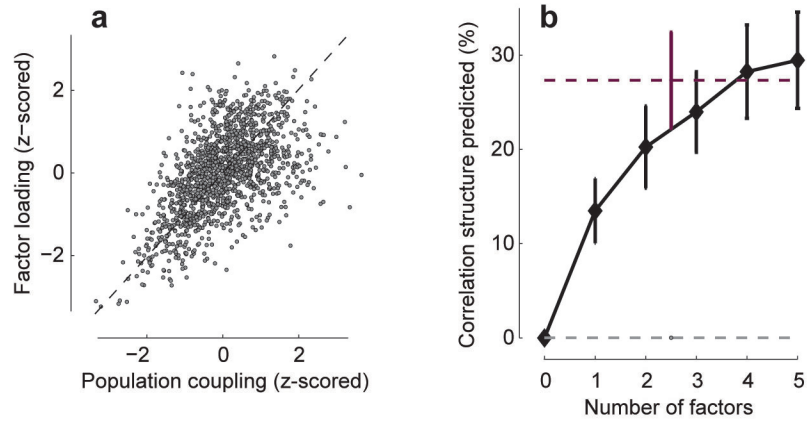 a
Factor loading (z−scored)
2
0
−2
−2
0
2
Population coupling (z-scored)
b
Correlation structure predicted (%)
30
20
10
0
0
1
2
3
4
5
Number of factors